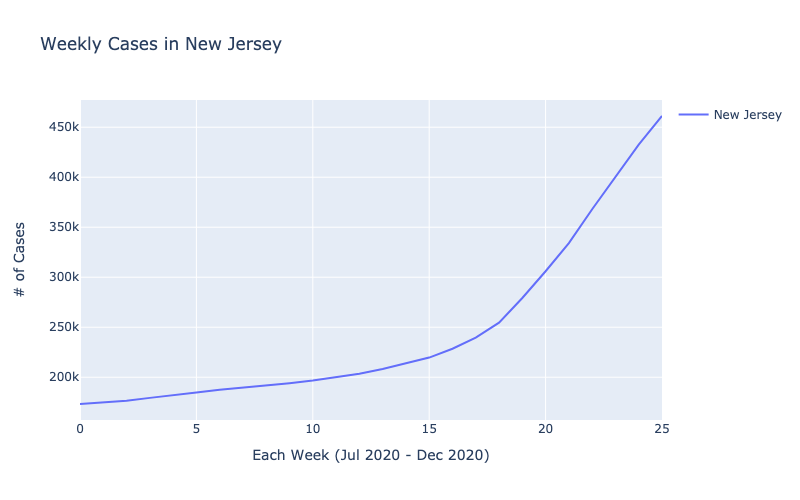 Weekly Cases in New Jersey
New Jersey
450k
400k
350k
300k
250k
200k
# of Cases
0 5 10 15 20 25
Each Week (Jul 2020 - Dec 2020)